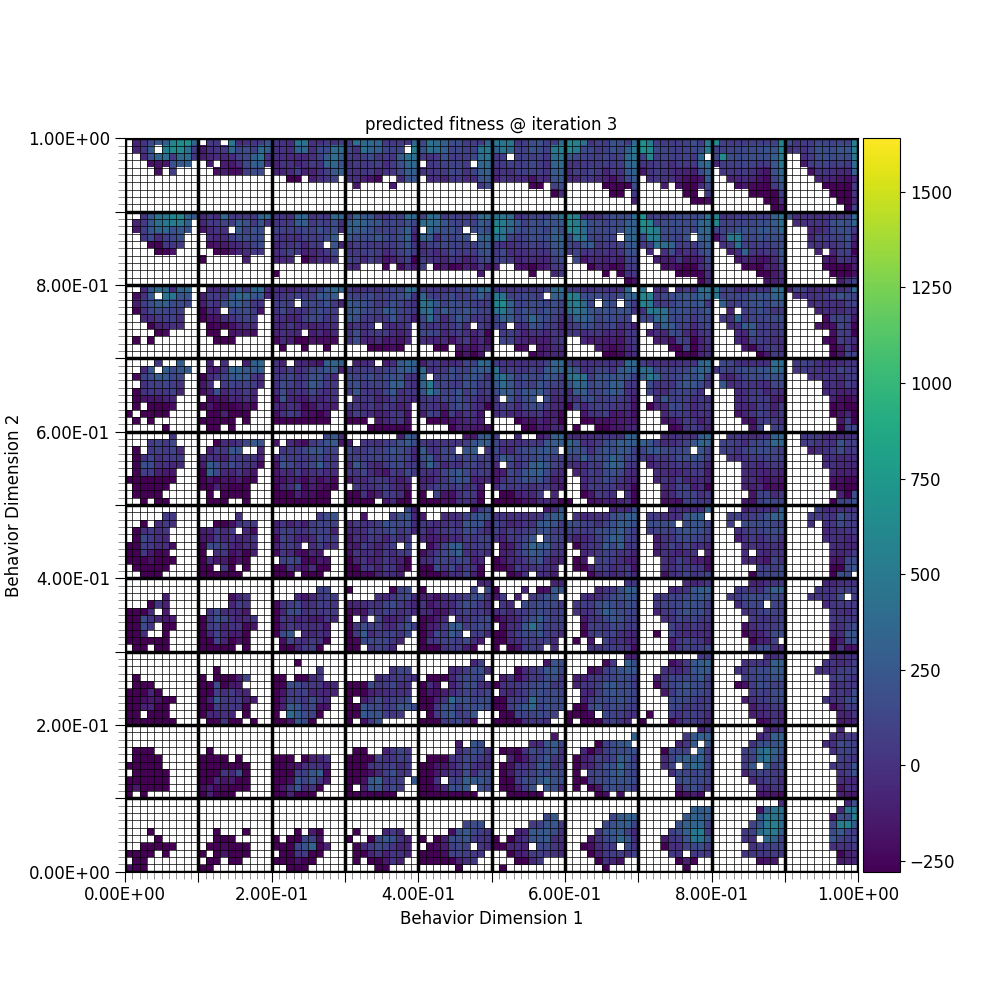 predicted fitness @ iteration 3
1.00E+00
8.00E-01
6.00E-01
4.00E-01
2.00E-01
0.00E+00
Behavior Dimension 2
0.00E+00
2.00E-01
4.00E-01
6.00E-01
8.00E-01
1.00E+00
Behavior Dimension 1
1500
1250
1000
750
500
250
0
−250